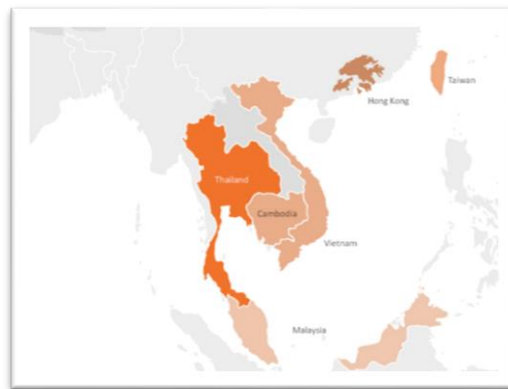 Taiwan
Hong Kong
Thailand
Cambodia
Vietnam
Malaysia